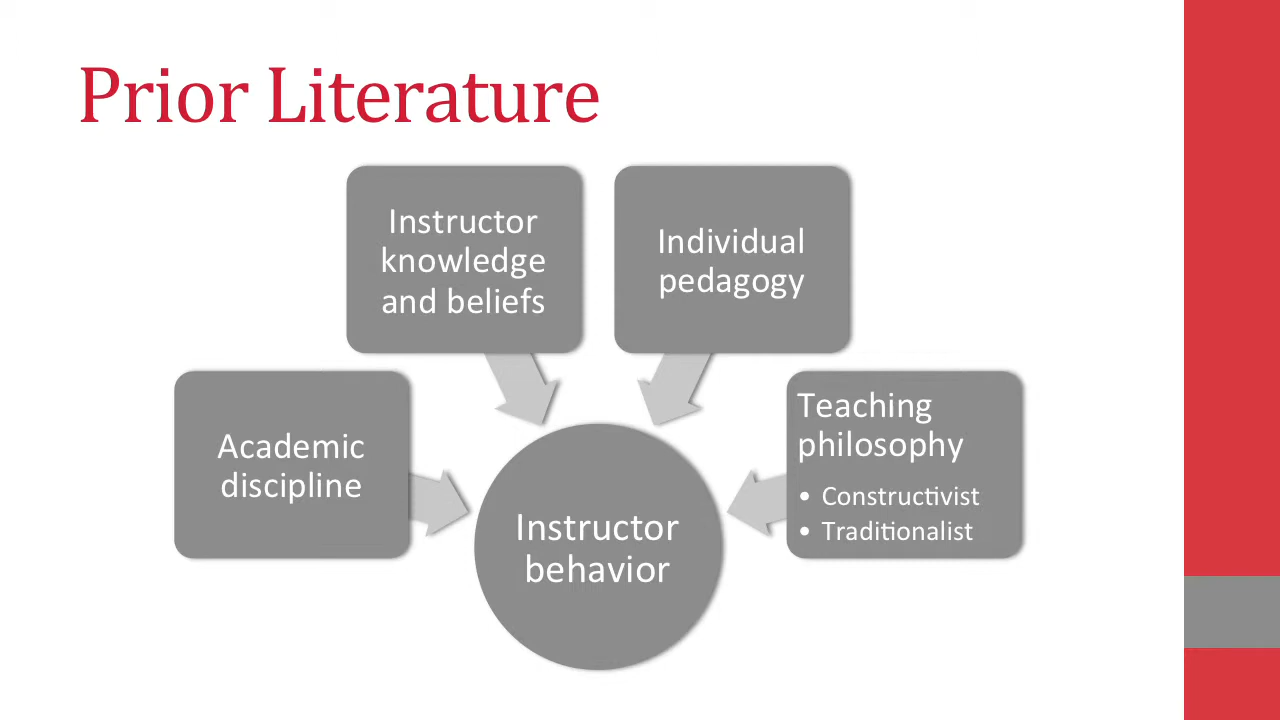 Prior Literature
Instructor
knowledge
and beliefs
Individual
pedagogy
Academic
discipline
Teaching
philosophy
• Constructivist
• Traditionalist
Instructor
behavior